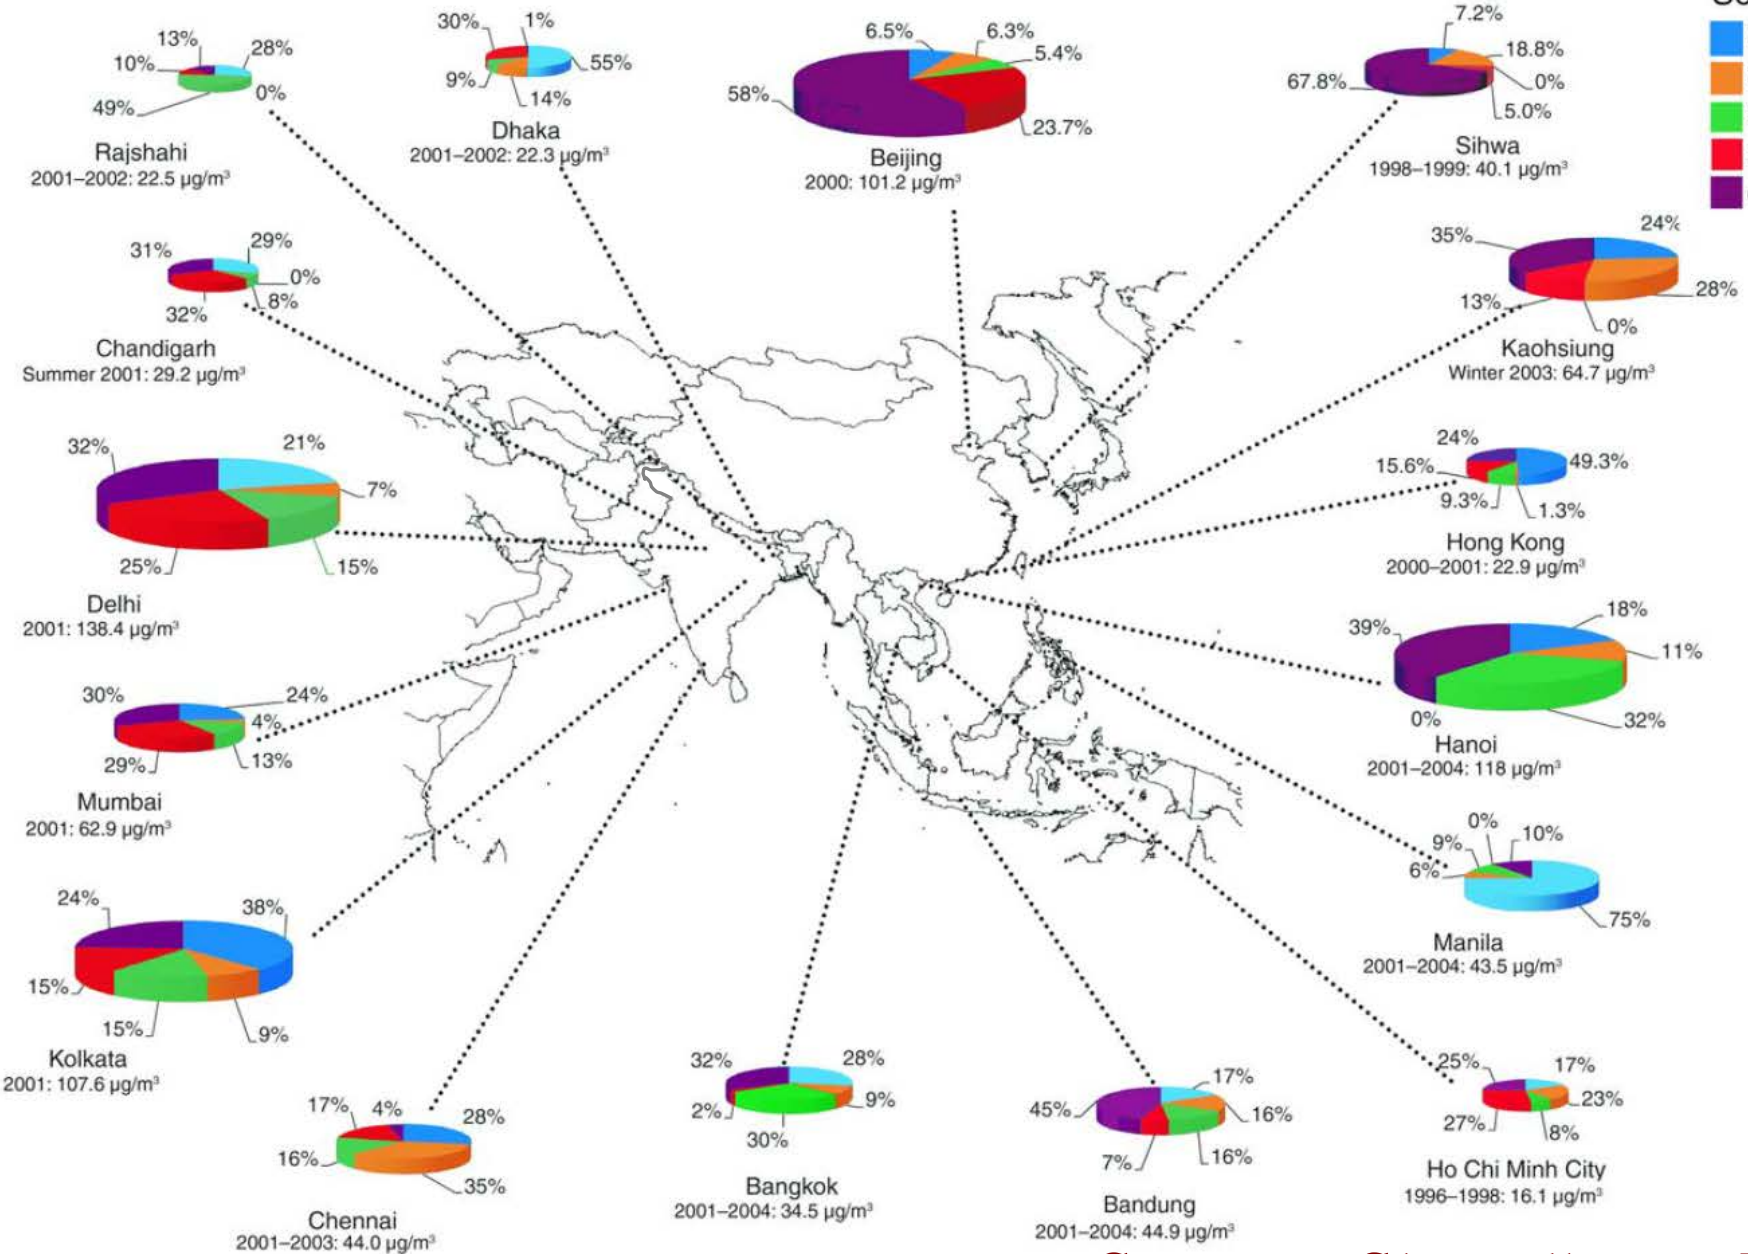 13%
28%
10%
49%
0%
Rajshahi
2001–2002: 22.5 µg/m³
30%
1%
55%
9%
14%
Dhaka
2001–2002: 22.3 µg/m³
6.5%
6.3%
5.4%
58%
23.7%
Beijing
2000: 101.2 µg/m³
7.2%
18.8%
67.8%
0%
5.0%
Sihwa
1998–1999: 40.1 µg/m³
31%
29%
0%
8%
32%
Chandigarh
Summer 2001: 29.2 µg/m³
35%
24%
28%
13%
0%
Kaohsiung
Winter 2003: 64.7 µg/m³
32%
21%
7%
25%
15%
Delhi
2001: 138.4 µg/m³
24%
49.3%
15.6%
9.3%
1.3%
Hong Kong
2000–2001: 22.9 µg/m³
39%
18%
11%
0%
32%
Hanoi
2001–2004: 118 µg/m³
30%
24%
4%
29%
13%
Mumbai
2001: 62.9 µg/m³
0%
9%
10%
6%
75%
Manila
2001–2004: 43.5 µg/m³
24%
38%
15%
15%
9%
Kolkata
2001: 107.6 µg/m³
17%
4%
28%
16%
35%
Chennai
2001–2003: 44.0 µg/m³
32%
28%
2%
9%
30%
Bangkok
2001–2004: 34.5 µg/m³
17%
45%
16%
7%
16%
Bandung
2001–2004: 44.9 µg/m³
25%
17%
23%
27%
8%
Ho Chi Minh City
1996–1998: 16.1 µg/m³